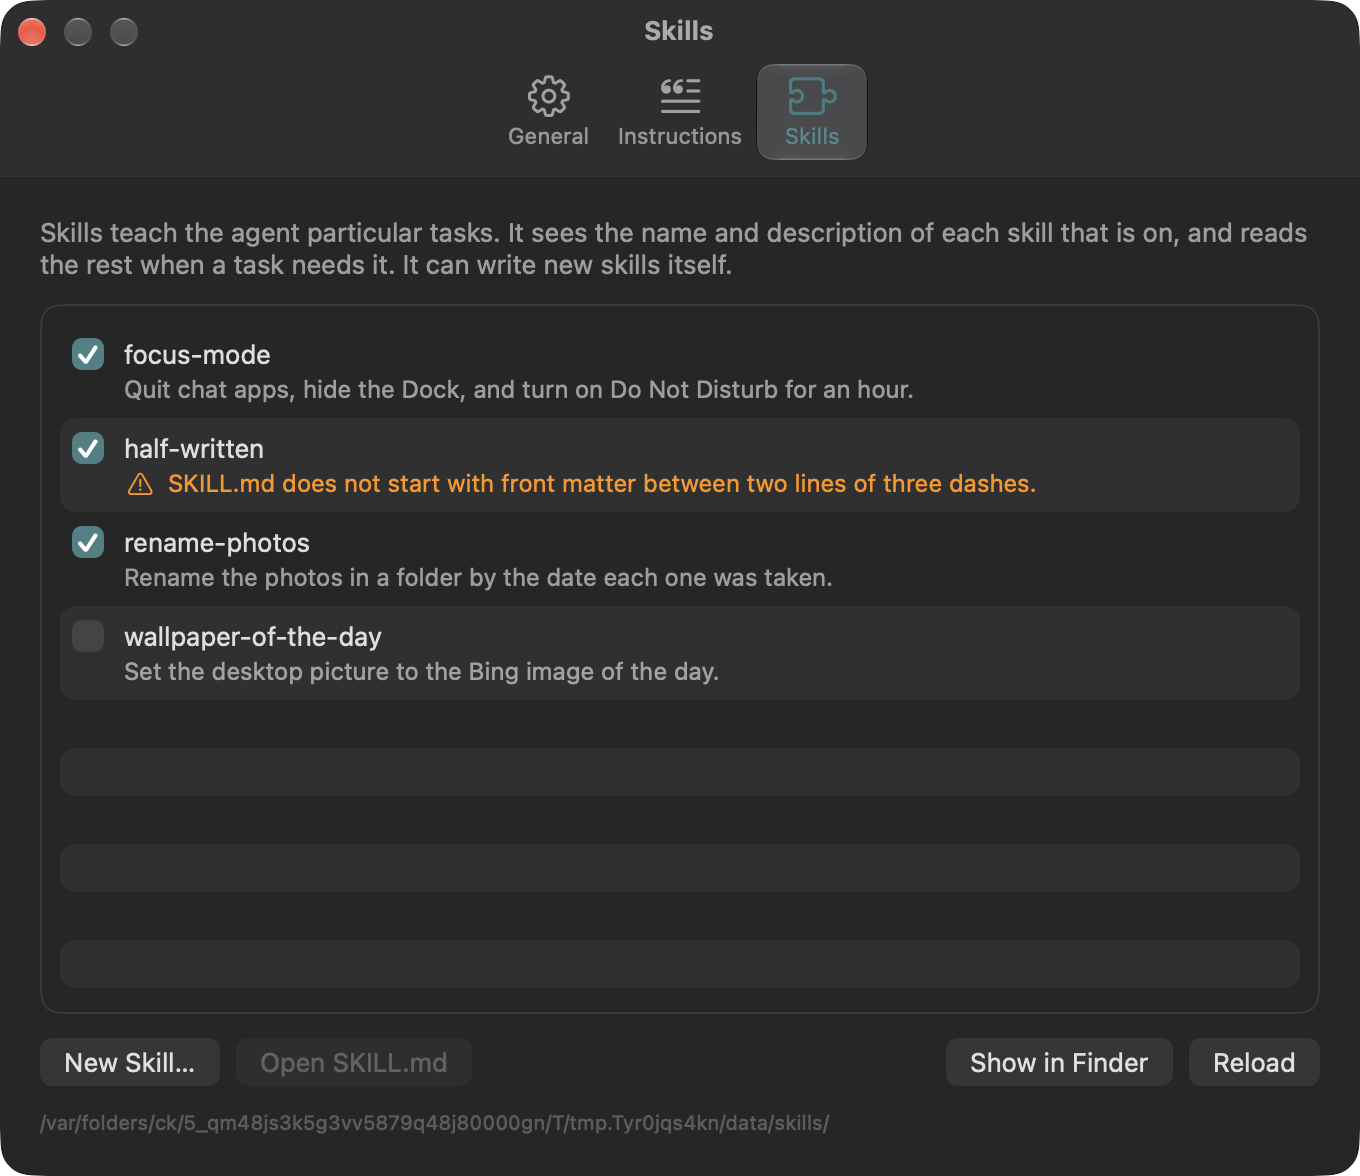 Skills
General
Instructions
Skills
Skills teach the agent particular tasks. It sees the name and description of each skill that is on, and reads
the rest when a task needs it. It can write new skills itself.
focus-mode
Quit chat apps, hide the Dock, and turn on Do Not Disturb for an hour.
half-written
SKILL.md does not start with front matter between two lines of three dashes.
rename-photos
Rename the photos in a folder by the date each one was taken.
wallpaper-of-the-day
Set the desktop picture to the Bing image of the day.
New Skill...
Open SKILL.md
Show in Finder
Reload
/var/folders/ck/5_qm48js3k5g3vv5879q48j80000gn/T/tmp.Tyr0jqs4kn/data/skills/